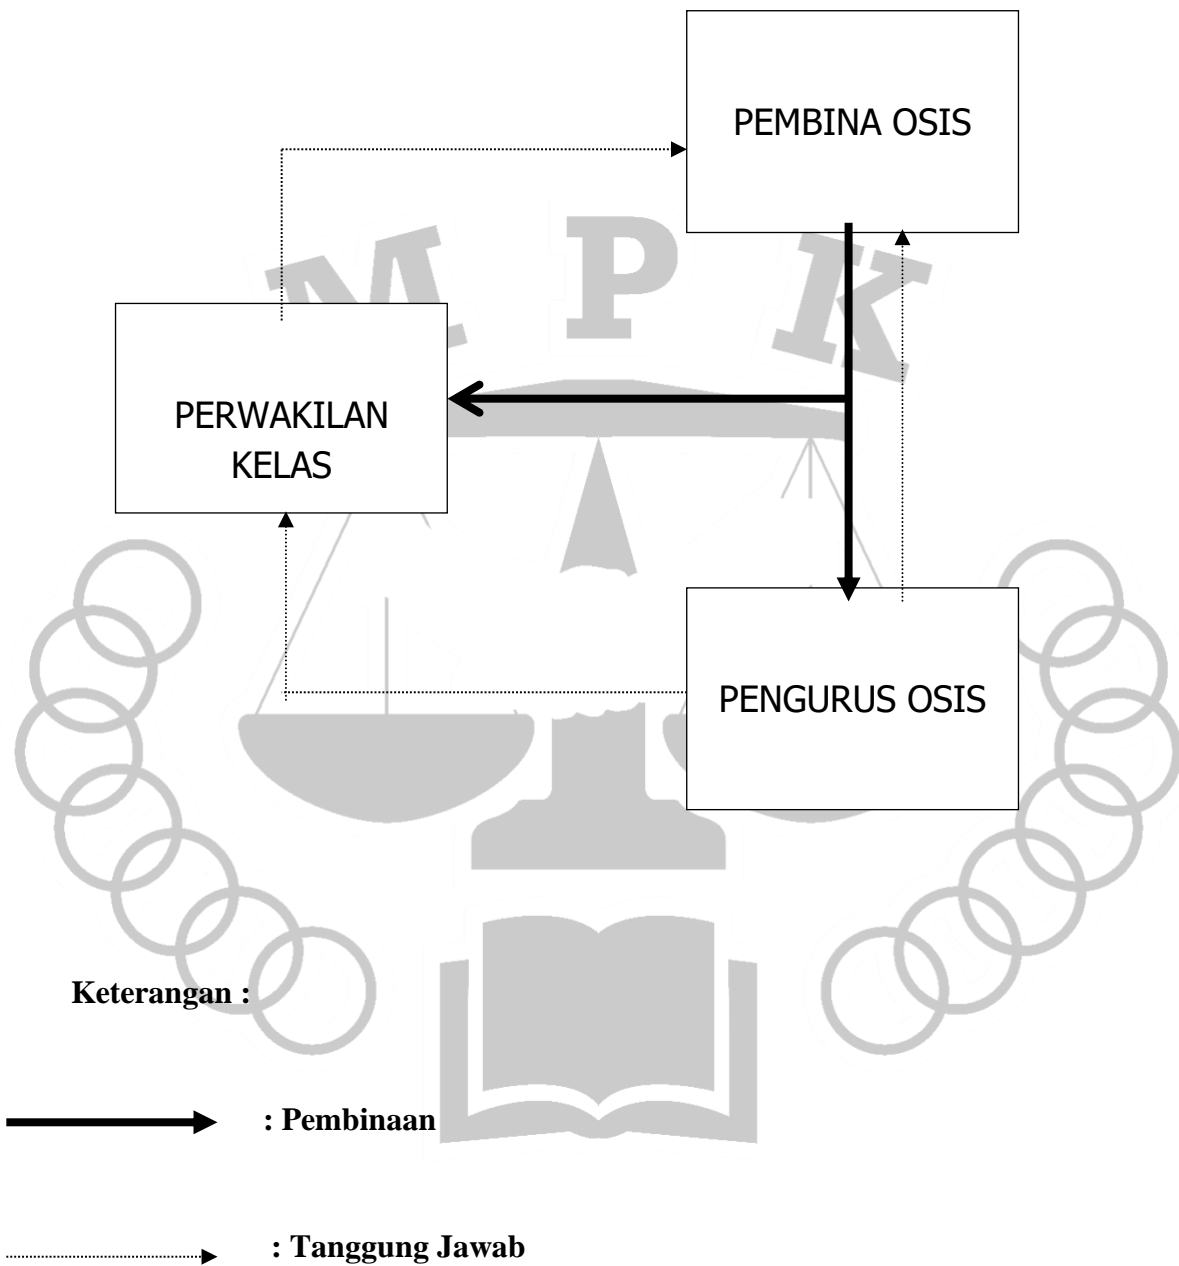 PEMBINA OSIS
M P K
PERWAKILAN
KELAS
PENGURUS OSIS
Keterangan :
: Pembinaan
: Tanggung Jawab